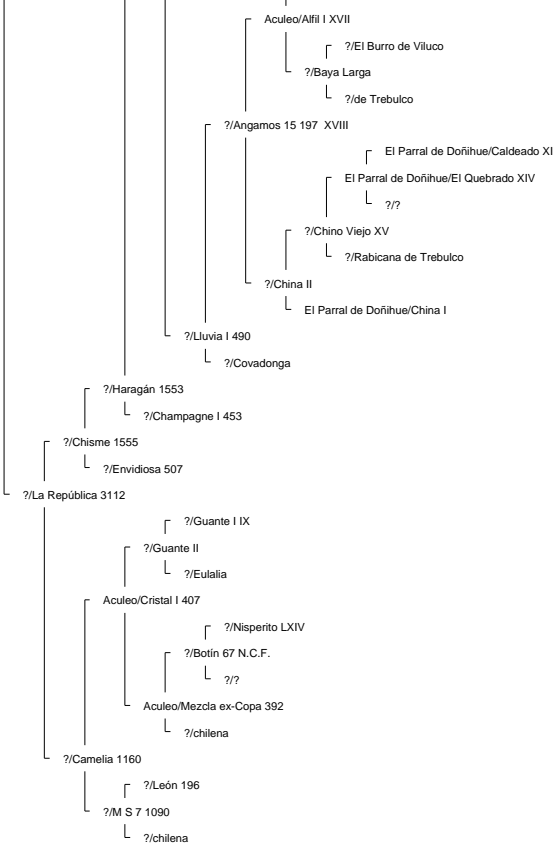 Aculeo/Alfil I XVII
?/El Burro de Viluco
?/Baya Larga
?/de Trebulco
?/Angamos 15 197 XVIII
El Parral de Doñihue/Caldeado XI
El Parral de Doñihue/El Quebrado XIV
?/?
?/Chino Viejo XV
?/Rabicana de Trebulco
?/China II
El Parral de Doñihue/China I
?/Lluvia I 490
?/Covadonga
?/Haragán 1553
?/Champagne I 453
?/Chisme 1555
?/Envidiosa 507
?/La República 3112
?/Guante I IX
?/Guante II
?/Eulalia
Aculeo/Cristal I 407
?/Nisperito LXIV
?/Botín 67 N.C.F.
?/?
Aculeo/Mezcla ex-Copa 392
?/chilena
?/Camelia 1160
?/León 196
?/M S 7 1090
?/chilena